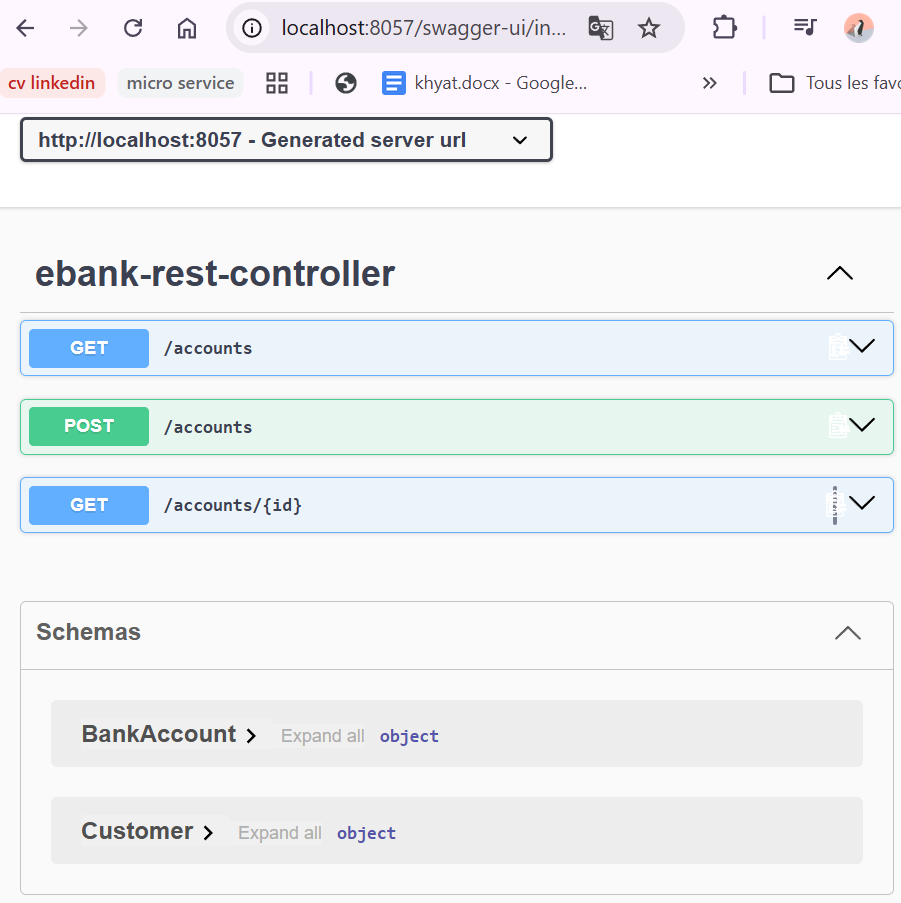 localhost:8057/swagger-ui/in...
cv linkedin
micro service
khyat.docx - Google...
Tous les favo
http://localhost:8057 - Generated server url
ebank-rest-controller
GET /accounts
POST /accounts
GET /accounts/{id}
Schemas
BankAccount Expand all object
Customer Expand all object